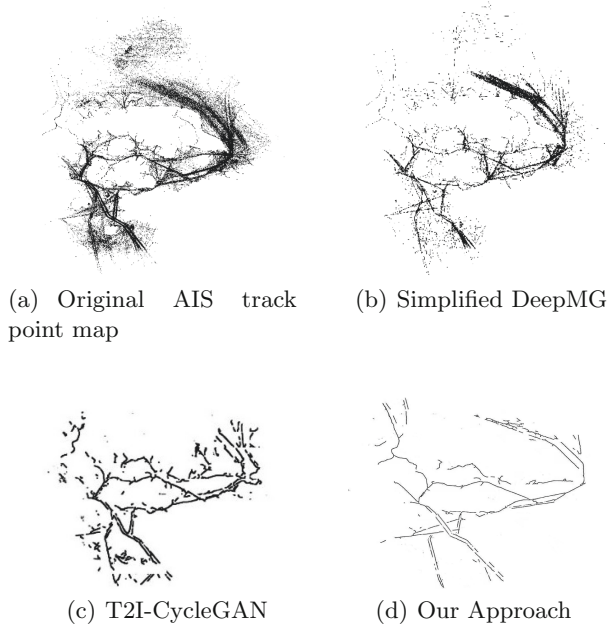 (a) Original AIS track
point map
(b) Simplified DeepMG
(c) T2I-CycleGAN
(d) Our Approach